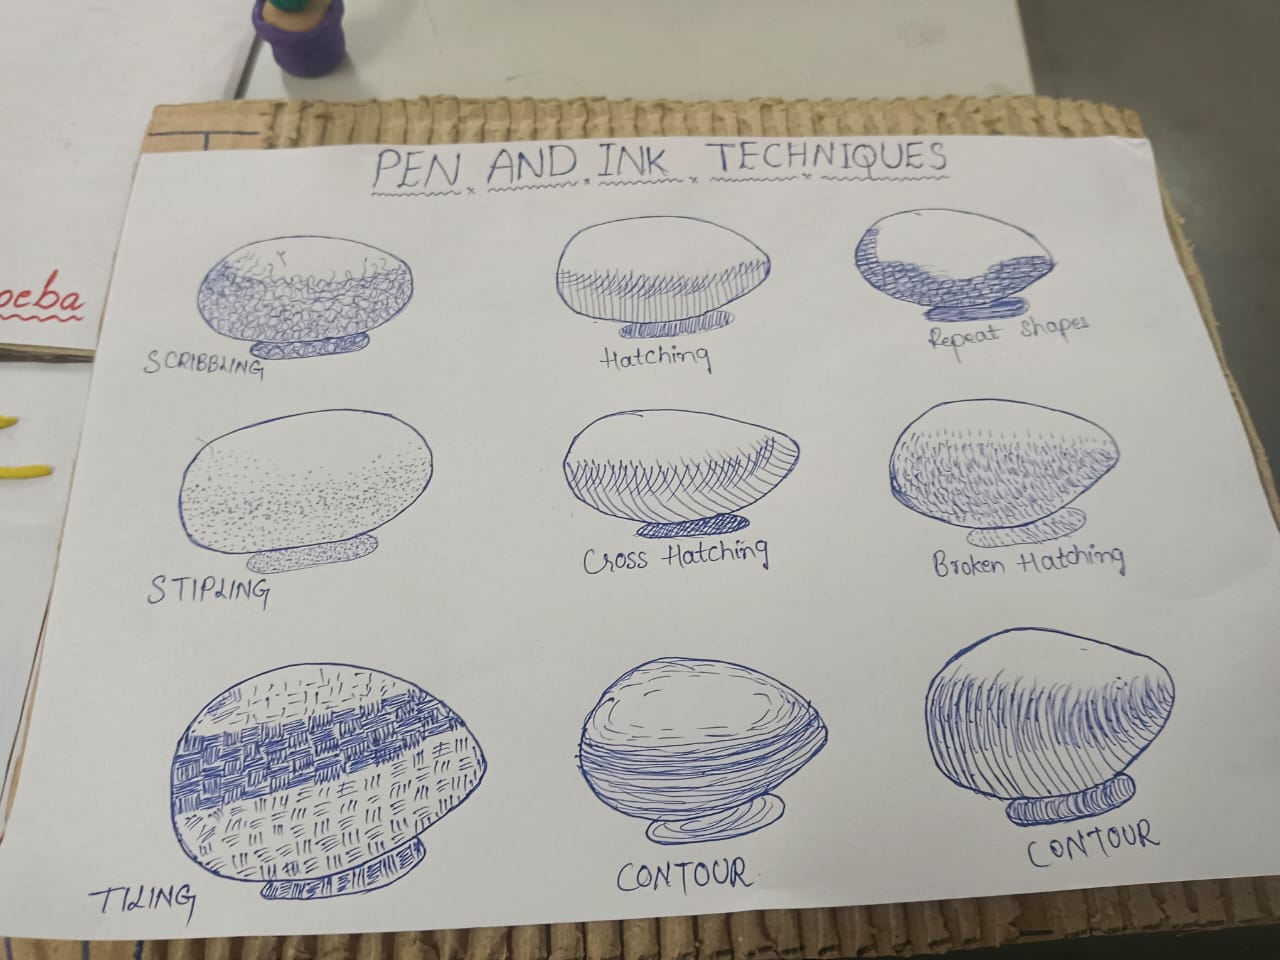 PEN AND INK TECHNIQUES
SCRIBBLING
Hatching
Repeat Shapes
STIPLING
Cross Hatching
Broken Hatching
TILING
CONTOUR
CONTOUR
oeba